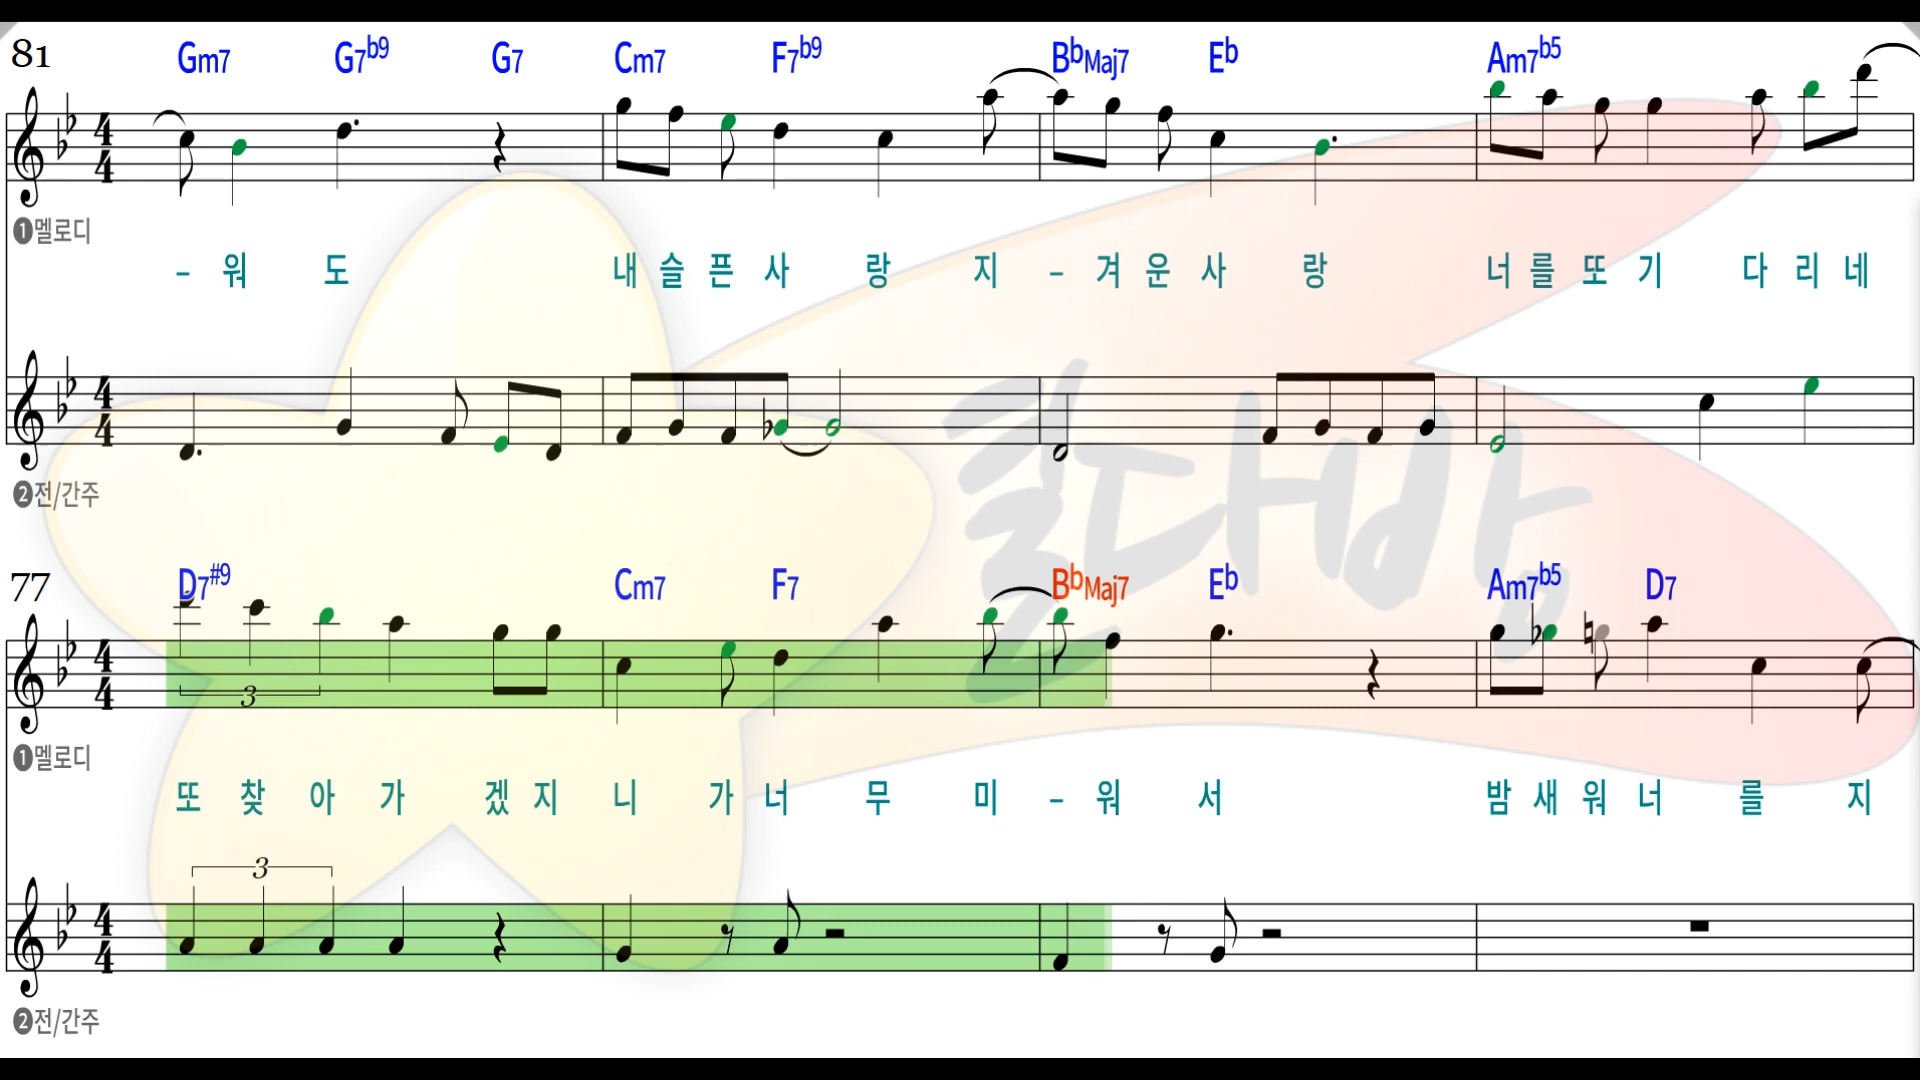 81
Gm7 G7b9 G7 Cm7 F7b9 BbMaj7 Eb Am7b5
❶멜로디
- 워 도 내 슬 픈 사 랑 지 - 겨 운 사 랑 너 를 또 기 다 리 네
❷전/간주
77
D7#9 Cm7 F7 BbMaj7 Eb Am7b5 D7
3
❶멜로디
또 찾 아 가 겠 지 니 가 너 무 미 - 워 서 밤 새 워 너 를 지
3
❷전/간주